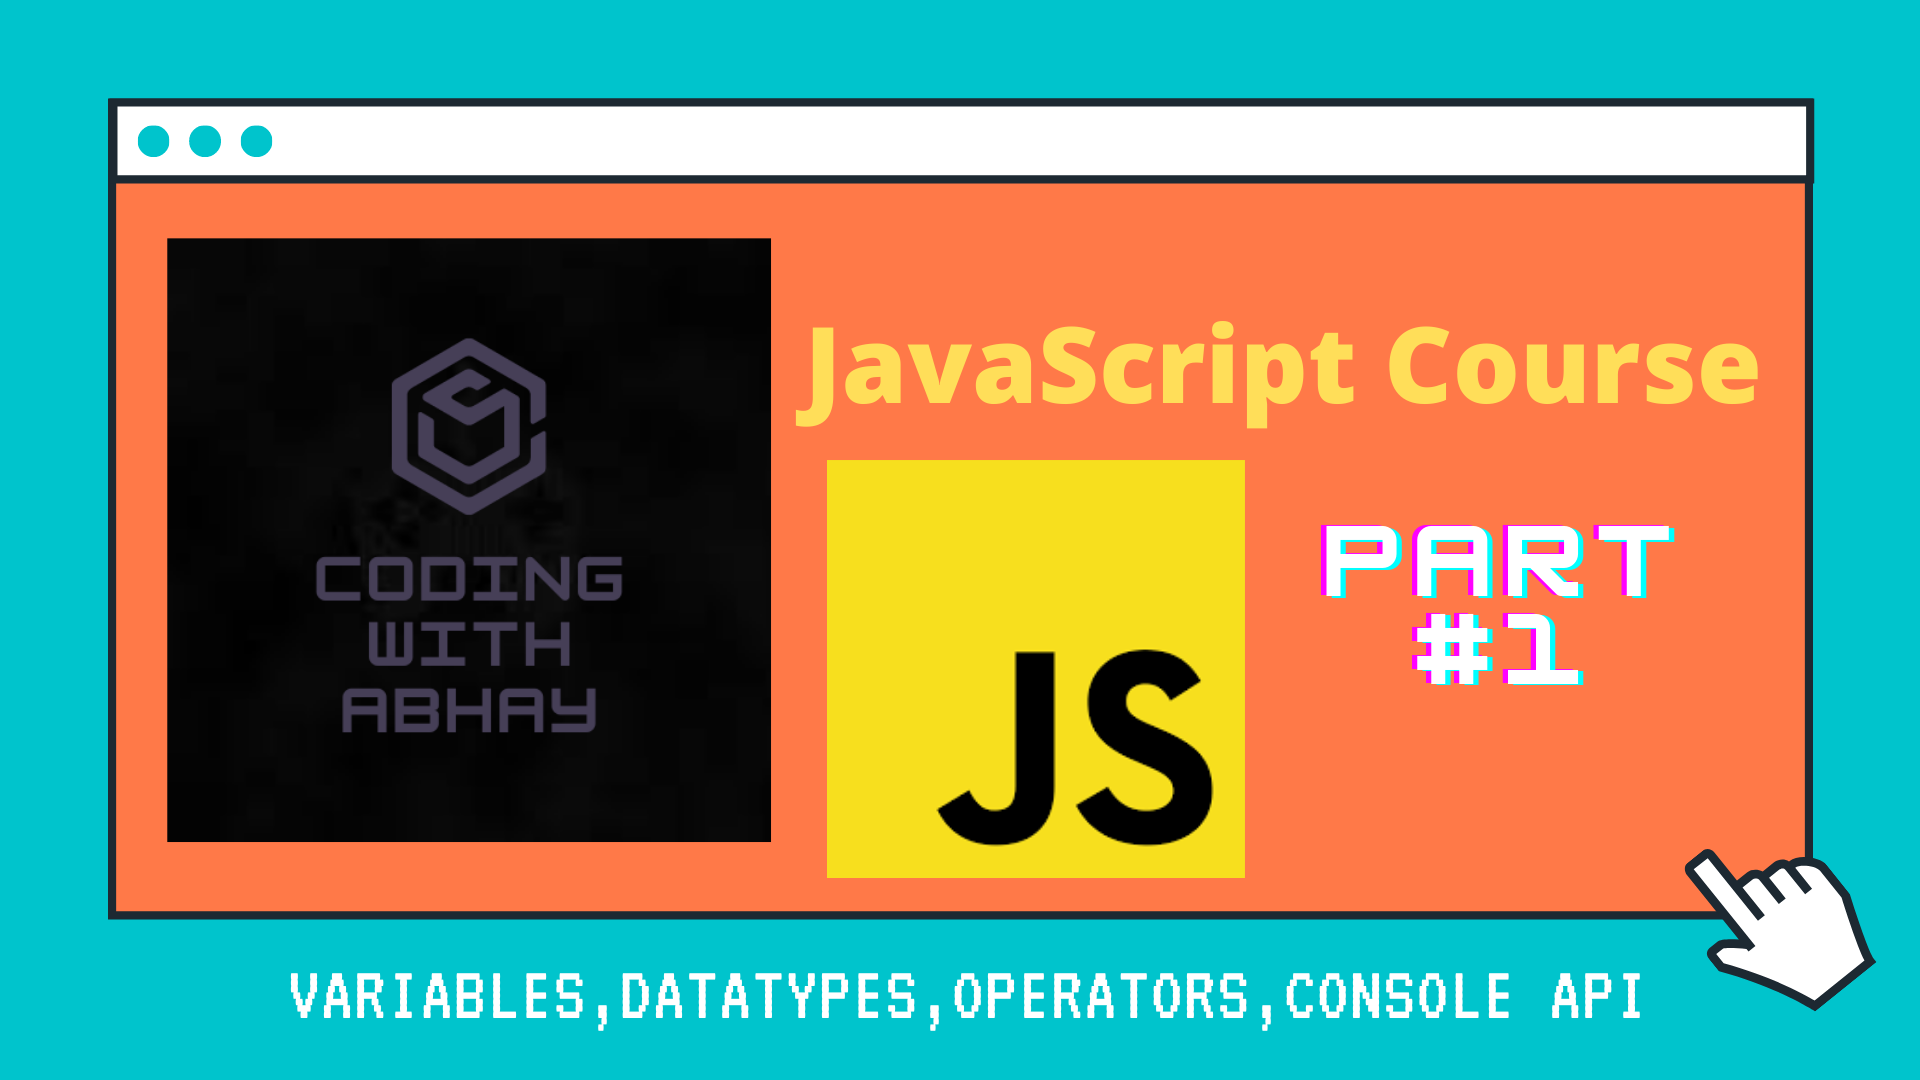 JavaScript Course
CODING
WITH
ABHAY
JS
PART
#1
VARIABLES,DATATYPES,OPERATORS,CONSOLE API